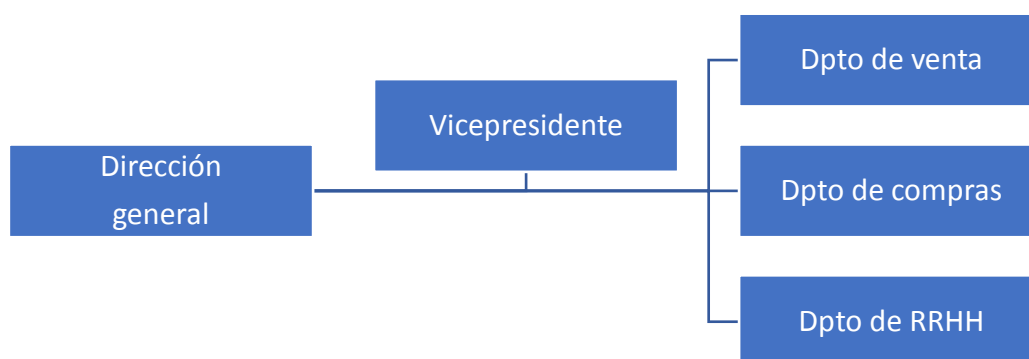 Dirección
general
Vicepresidente
Dpto de venta
Dpto de compras
Dpto de RRHH